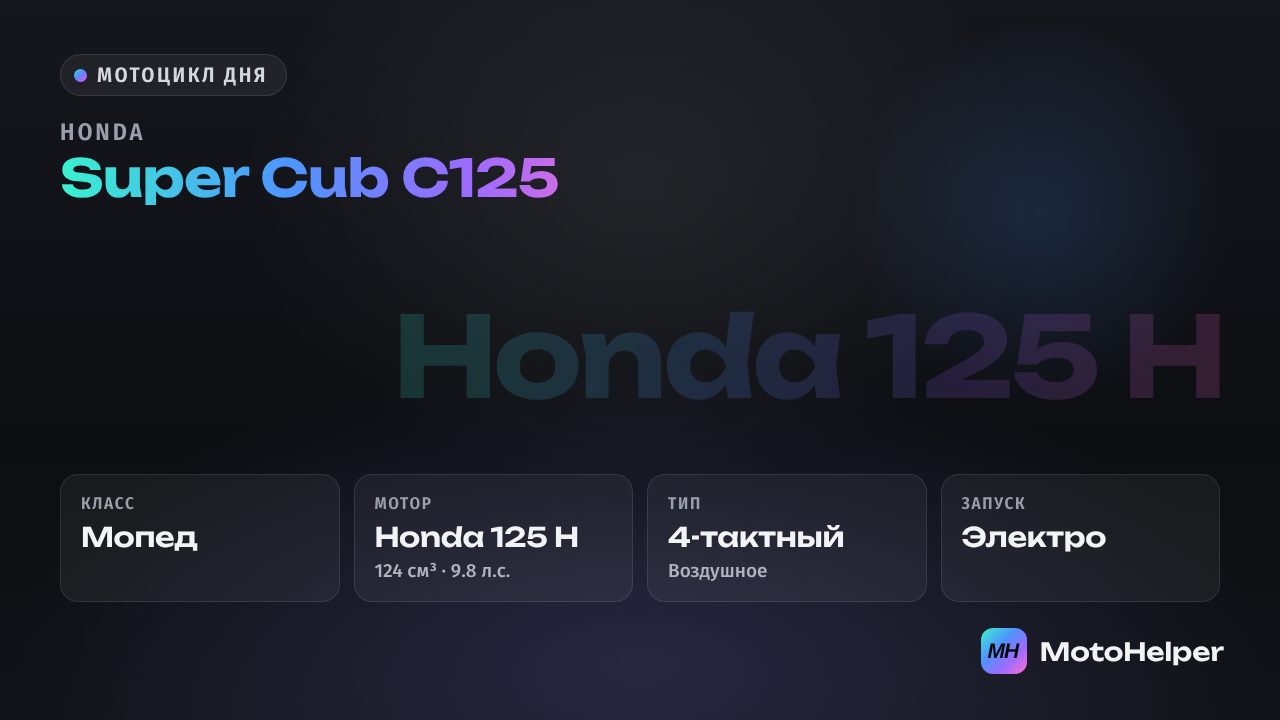 МОТОЦИКЛ ДНЯ
HONDA
Super Cub C125
Honda 125 H
КЛАСС
Мопед
МОТОР
Honda 125 H
124 см³ · 9.8 л.с.
ТИП
4-тактный
Воздушное
ЗАПУСК
Электро
MH MotoHelper